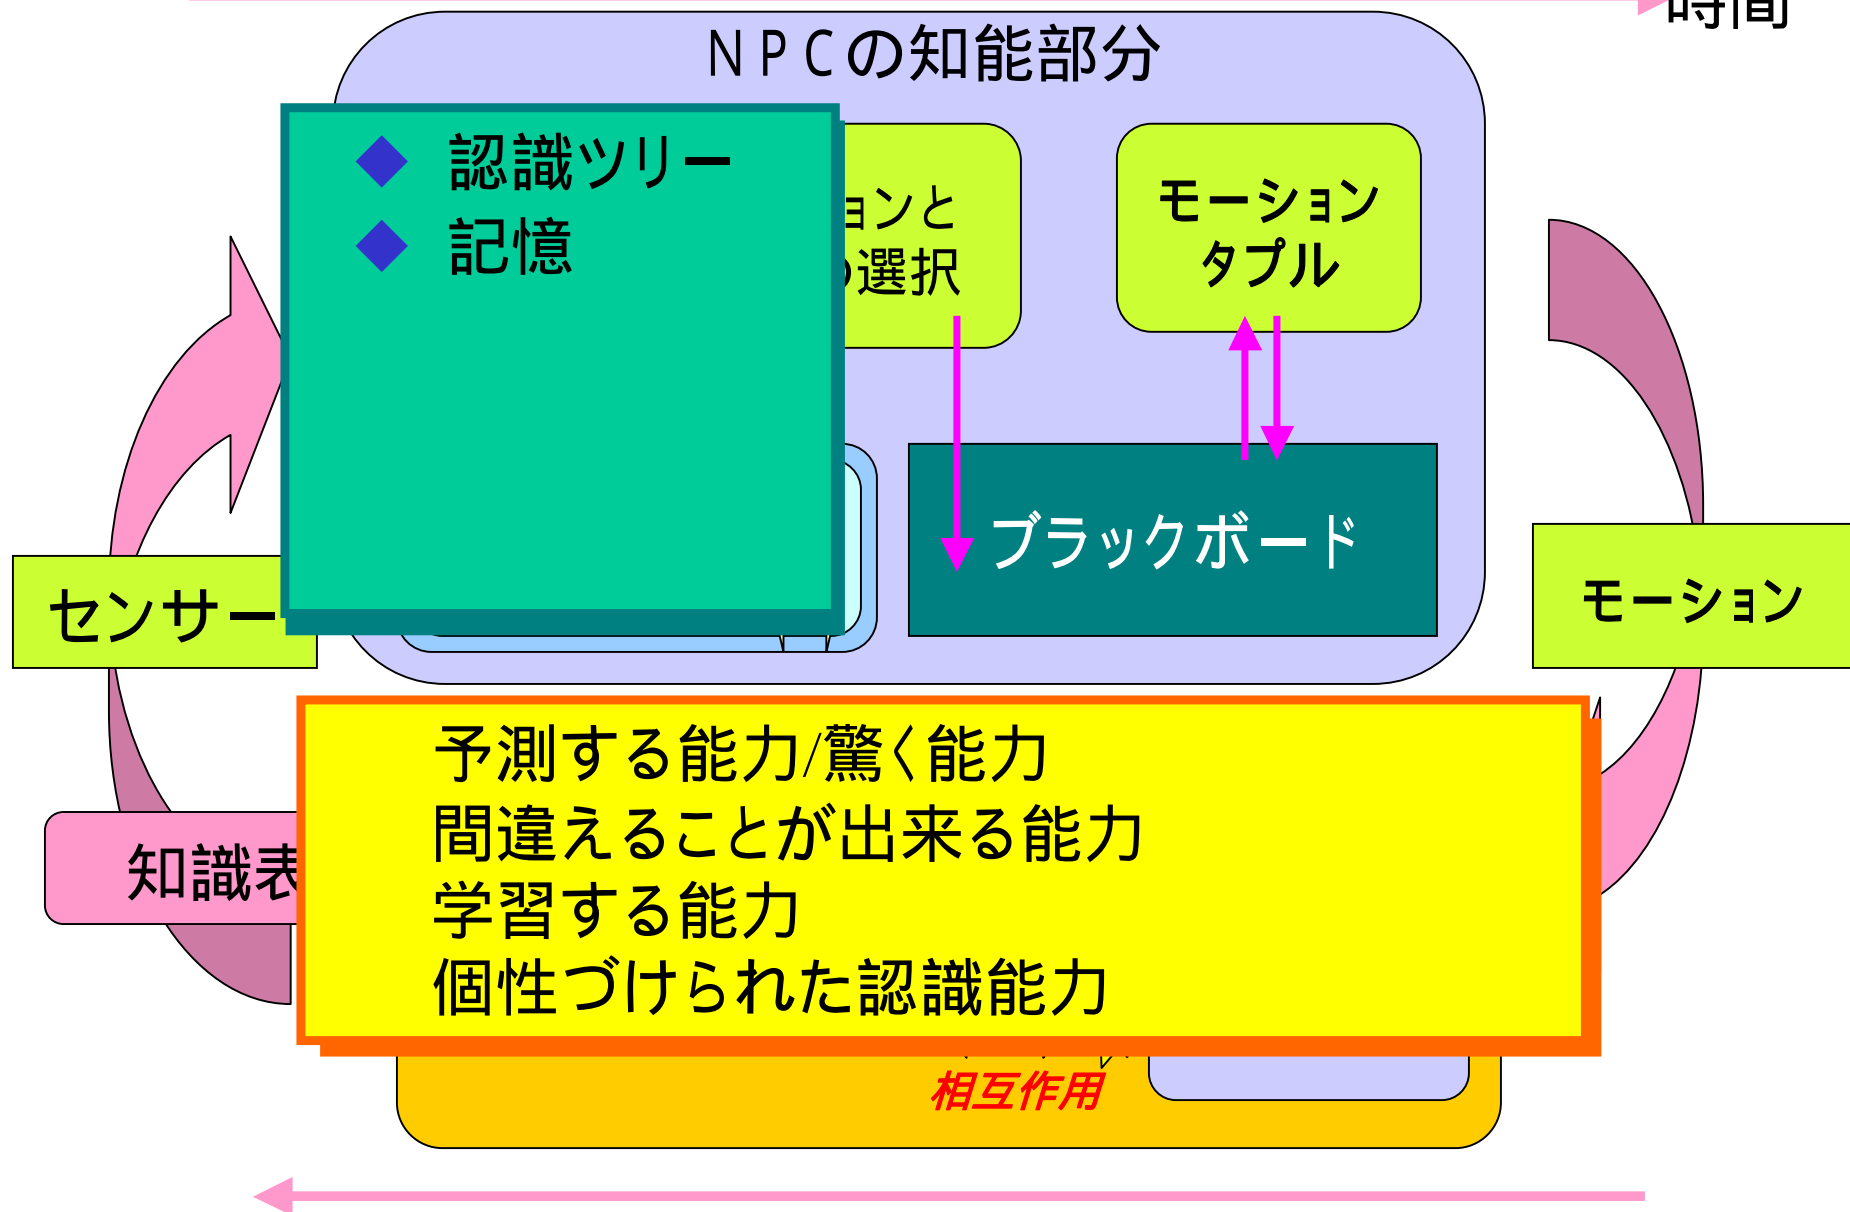 時間
NPCの知能部分
認識ツリー
記憶
ョンと
の選択
モーション
タプル
ブラックボード
センサー
モーション
予測する能力/驚く能力
間違えることが出来る能力
学習する能力
個性づけられた認識能力
知識表
相互作用